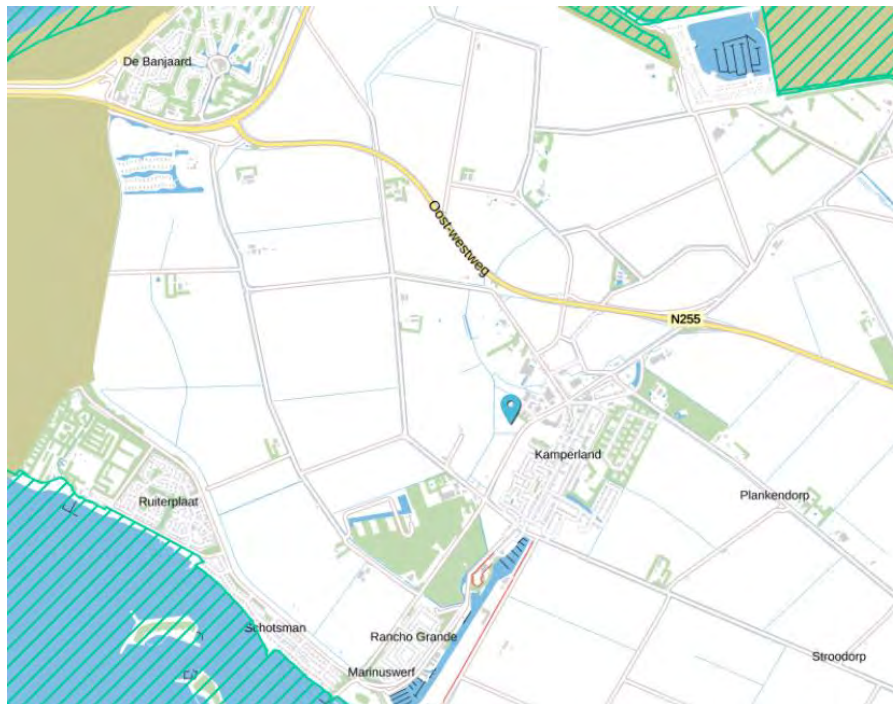 De Banjaard
Oost-westweg
N255
Kamperland
Ruiterplaat
Plankendorp
Schotsman
Rancho Grande
Stroodorp
Marinuswerf